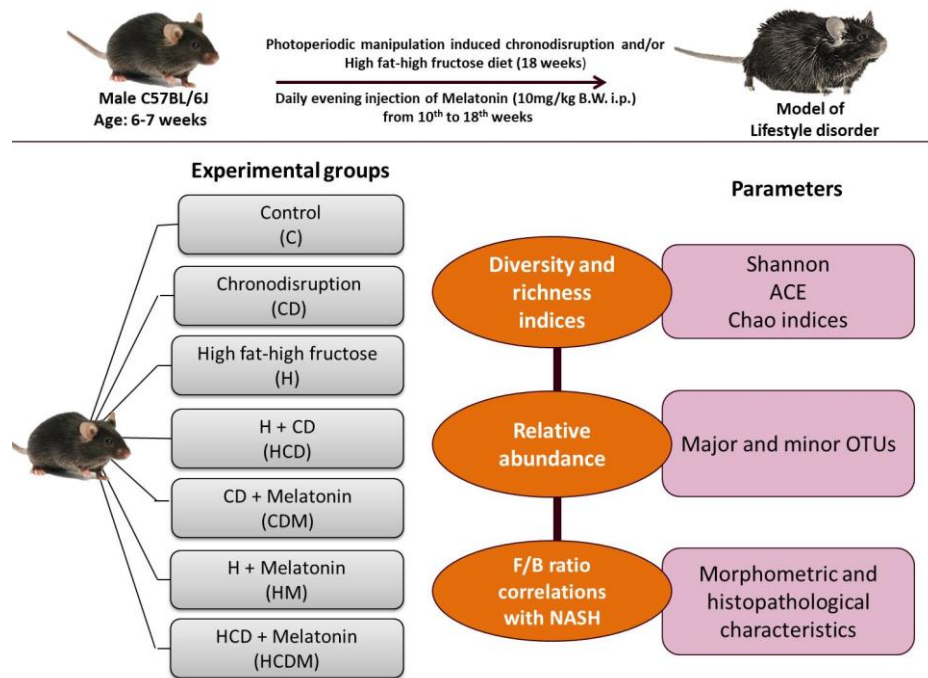 Photoperiodic manipulation induced chronodisruption and/or
High fat-high fructose diet (18 weeks)
Daily evening injection of Melatonin (10mg/kg B.W. i.p.)
from 10th to 18th weeks
Male C57BL/6J
Age: 6-7 weeks
Model of
Lifestyle disorder
Experimental groups
Control
(C)
Chronodisruption
(CD)
High fat-high fructose
(H)
H + CD
(HCD)
CD + Melatonin
(CDM)
H + Melatonin
(HM)
HCD + Melatonin
(HCDM)
Parameters
Diversity and
richness
indices
Shannon
ACE
Chao indices
Relative
abundance
Major and minor OTUs
F/B ratio
correlations
with NASH
Morphometric and
histopathological
characteristics